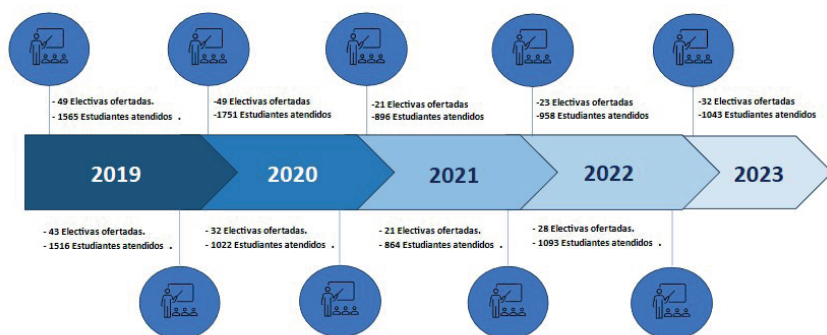 - 49 Electivas ofertadas.
- 1565 Estudiantes atendidos .
-49 Electivas ofertadas
-1751 Estudiantes atendidos
-21 Electivas ofertadas
-896 Estudiantes atendidos
-23 Electivas ofertadas
-958 Estudiantes atendidos
-32 Electivas ofertadas
-1043 Estudiantes atendidos
2019
2020
2021
2022
2023
- 43 Electivas ofertadas.
- 1516 Estudiantes atendidos .
- 32 Electivas ofertadas.
- 1022 Estudiantes atendidos .
- 21 Electivas ofertadas.
- 864 Estudiantes atendidos .
- 28 Electivas ofertadas.
- 1093 Estudiantes atendidos .